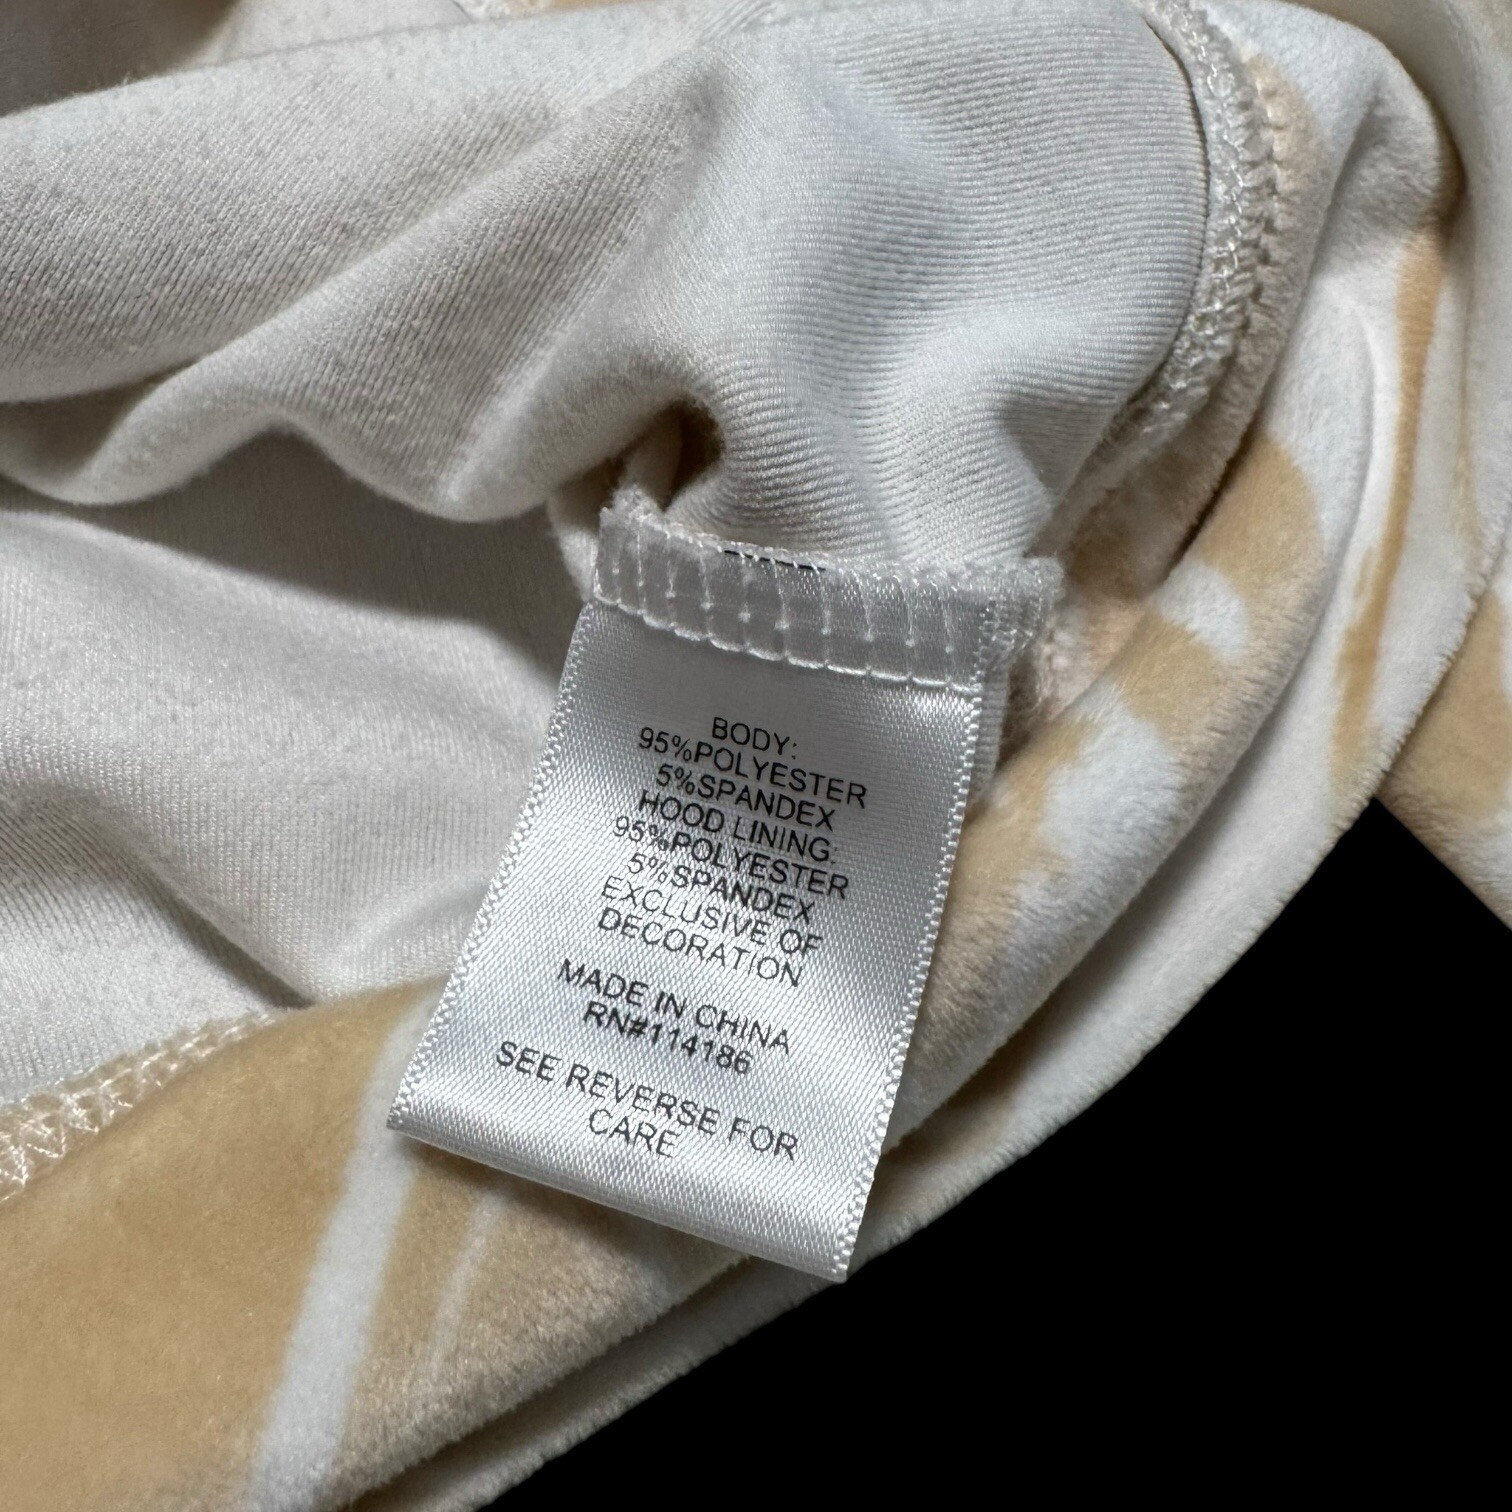 BODY:
95%POLYESTER
5%SPANDEX
HOOD LINING:
95%POLYESTER
5%SPANDEX
EXCLUSIVE OF
DECORATION
MADE IN CHINA
RN#114186
SEE REVERSE FOR
CARE